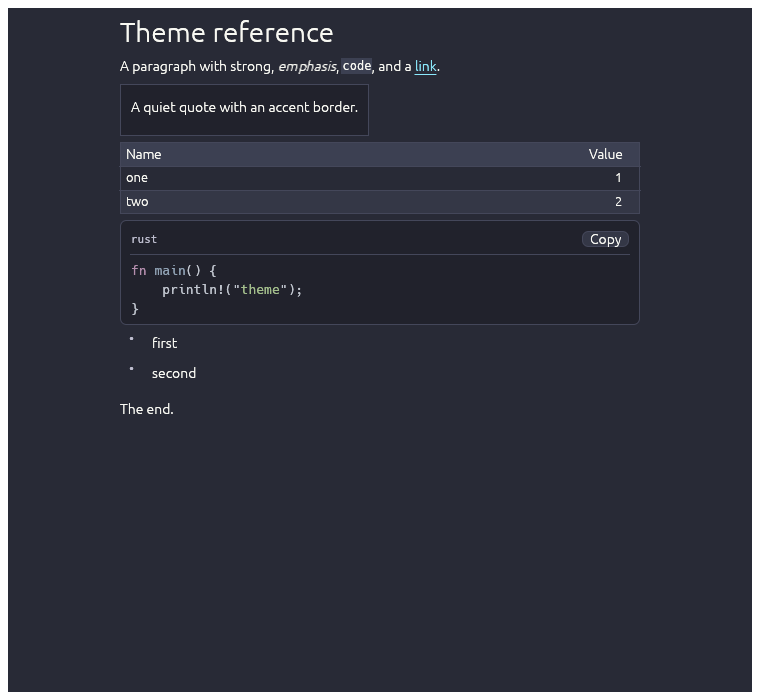 Theme reference
A paragraph with strong, emphasis, code, and a link.
A quiet quote with an accent border.
Name Value
one 1
two 2
rust Copy
fn main() {
    println!("theme");
}
• first
• second
The end.